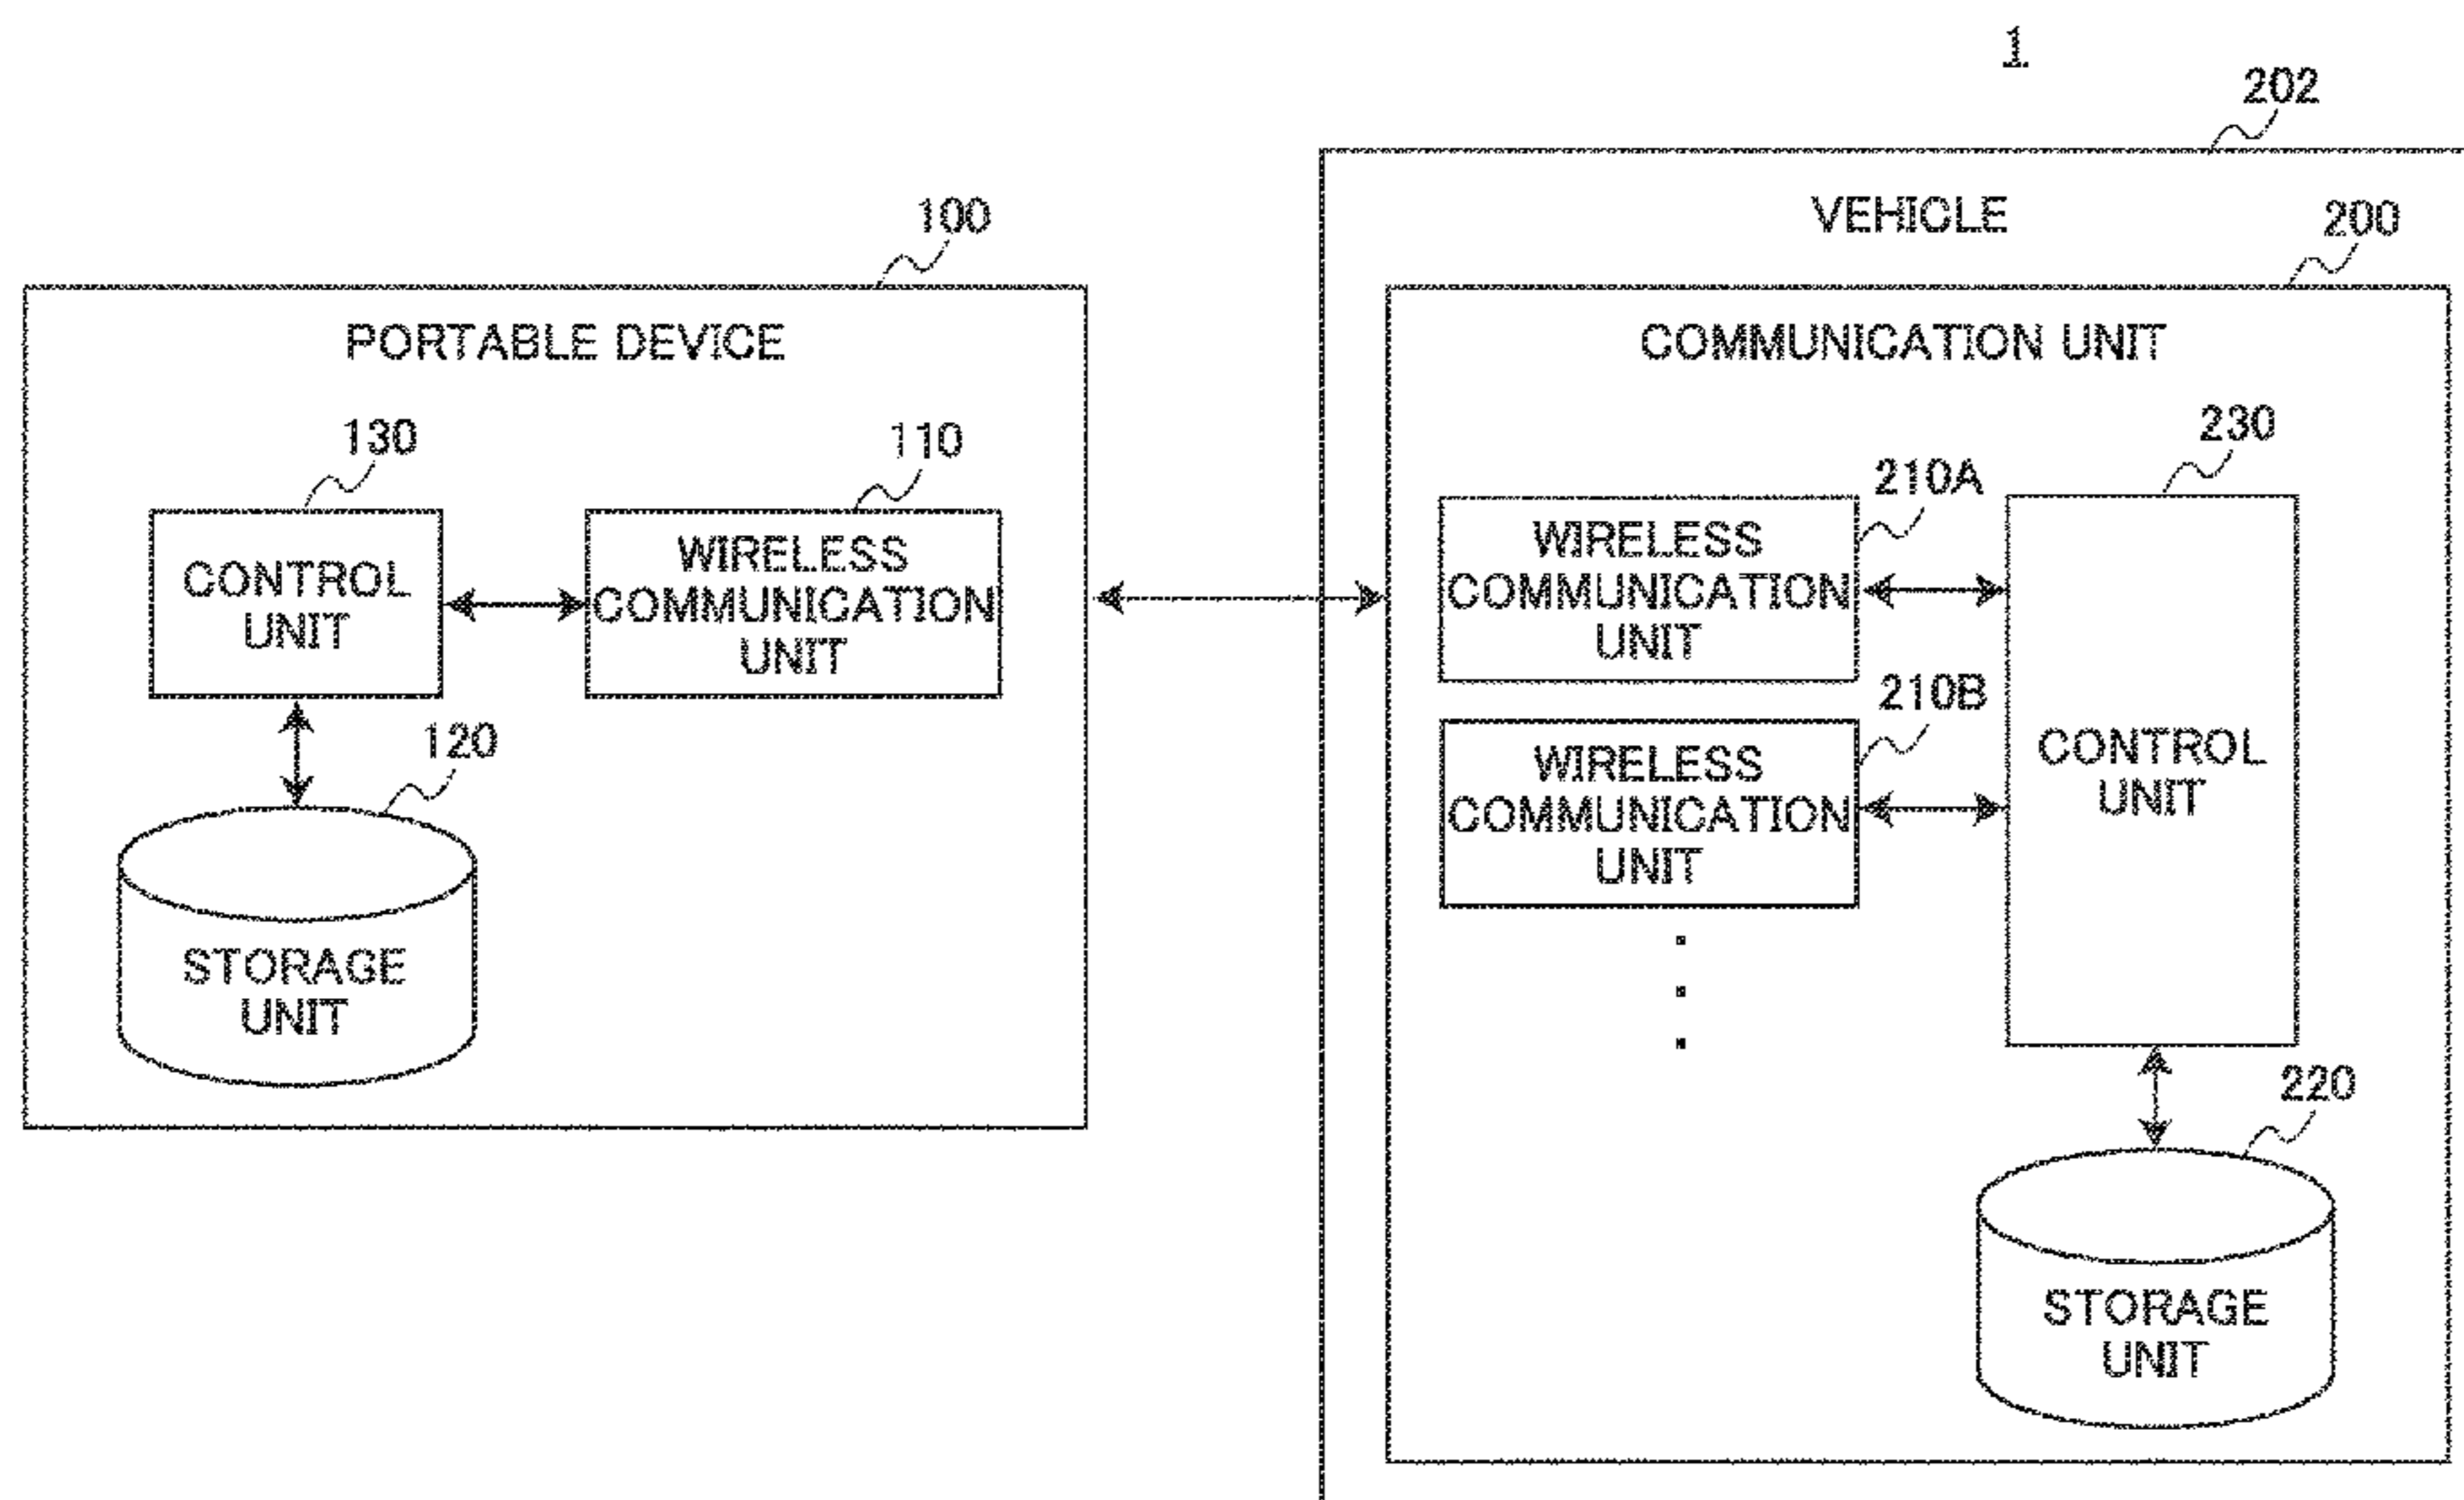 1
202
VEHICLE
100
200
PORTABLE DEVICE
COMMUNICATION UNIT
130
110
CONTROL
UNIT
WIRELESS
COMMUNICATION
UNIT
120
STORAGE
UNIT
210A
230
WIRELESS
COMMUNICATION
UNIT
210B
WIRELESS
COMMUNICATION
UNIT
CONTROL
UNIT
220
STORAGE
UNIT